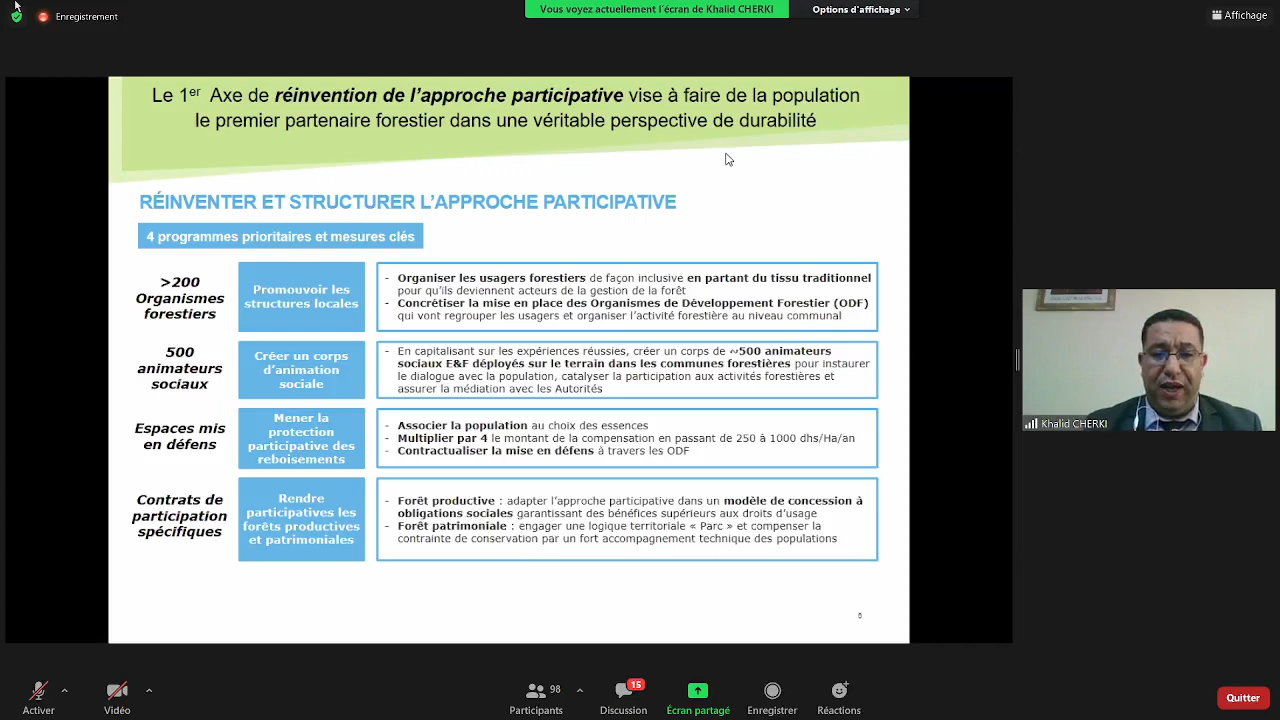 Enregistrement
Vous voyez actuellement l'écran de Khalid CHERKI
Options d'affichage
Affichage
Le 1er Axe de réinvention de l'approche participative vise à faire de la population
le premier partenaire forestier dans une véritable perspective de durabilité
RÉINVENTER ET STRUCTURER L'APPROCHE PARTICIPATIVE
4 programmes prioritaires et mesures clés
>200
Organismes
forestiers
Promouvoir les
structures locales
- Organiser les usagers forestiers de façon inclusive en partant du tissu traditionnel
pour qu'ils deviennent acteurs de la gestion de la forêt
- Concrétiser la mise en place des Organismes de Développement Forestier (ODF)
qui vont regrouper les usagers et organiser l'activité forestière au niveau communal
500
animateurs
sociaux
Créer un corps
d'animation
sociale
- En capitalisant sur les expériences réussies, créer un corps de ~500 animateurs
sociaux E&F déployés sur le terrain dans les communes forestières pour instaurer
le dialogue avec la population, catalyser la participation aux activités forestières et
assurer la médiation avec les Autorités
Espaces mis
en défens
Mener la
protection
participative des
reboisements
- Associer la population au choix des essences
- Multiplier par 4 le montant de la compensation en passant de 250 à 1000 dhs/Ha/an
- Contractualiser la mise en défens à travers les ODF
Contrats de
participation
spécifiques
Rendre
participatives les
forêts productives
et patrimoniales
- Forêt productive : adapter l'approche participative dans un modèle de concession à
obligations sociales garantissant des bénéfices supérieurs aux droits d'usage
- Forêt patrimoniale : engager une logique territoriale « Parc » et compenser la
contrainte de conservation par un fort accompagnement technique des populations
Khalid CHERKI
Activer
Vidéo
98
Participants
15
Discussion
Écran partagé
Enregistrer
Réactions
Quitter